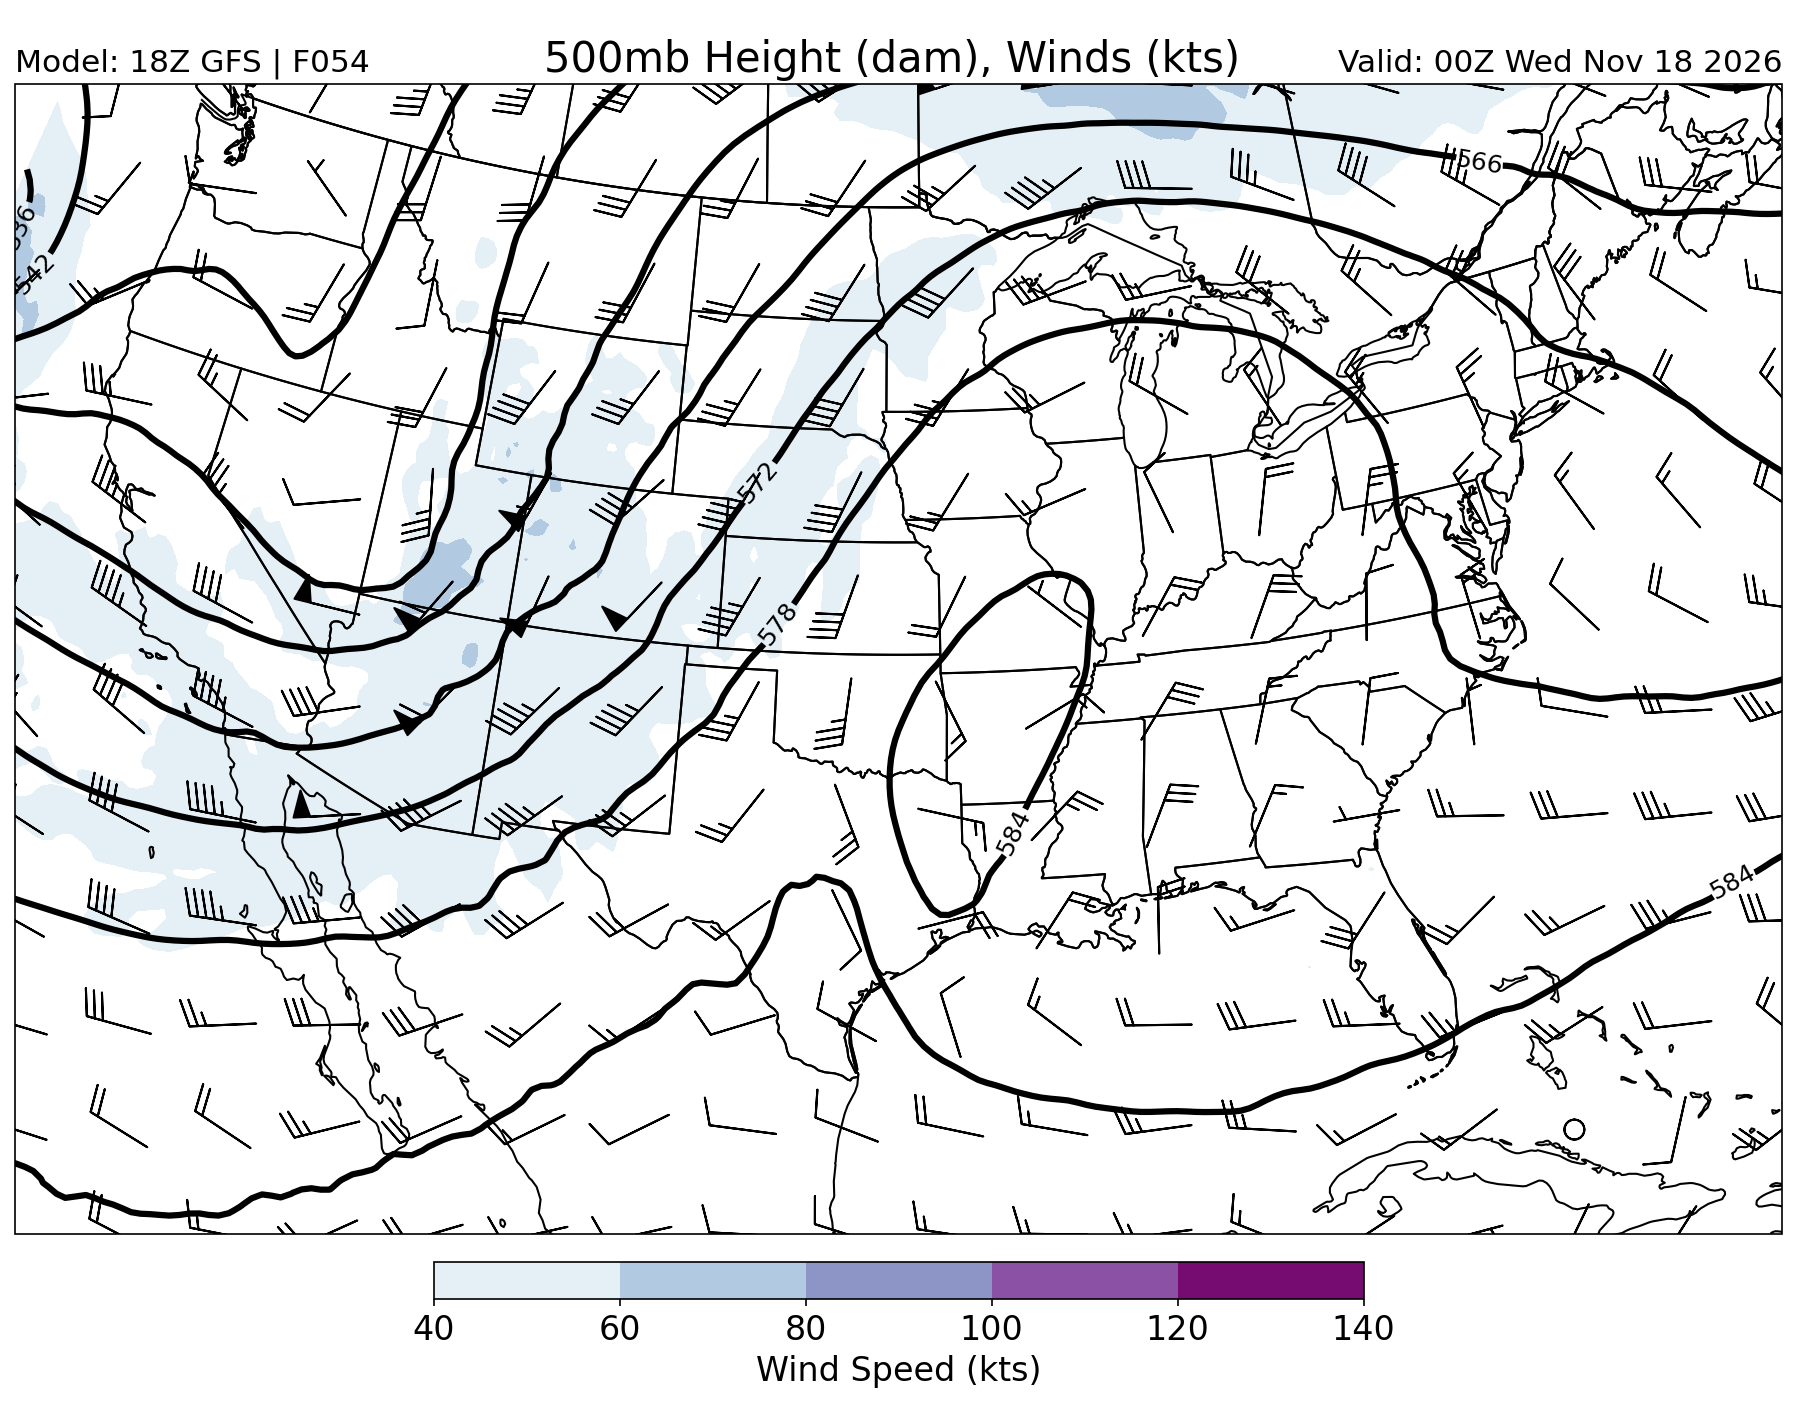 Model: 18Z GFS | F054
500mb Height (dam), Winds (kts)
Valid: 00Z Wed Nov 18 2026
566
536
542
572
578
584
584
40 60 80 100 120 140
Wind Speed (kts)